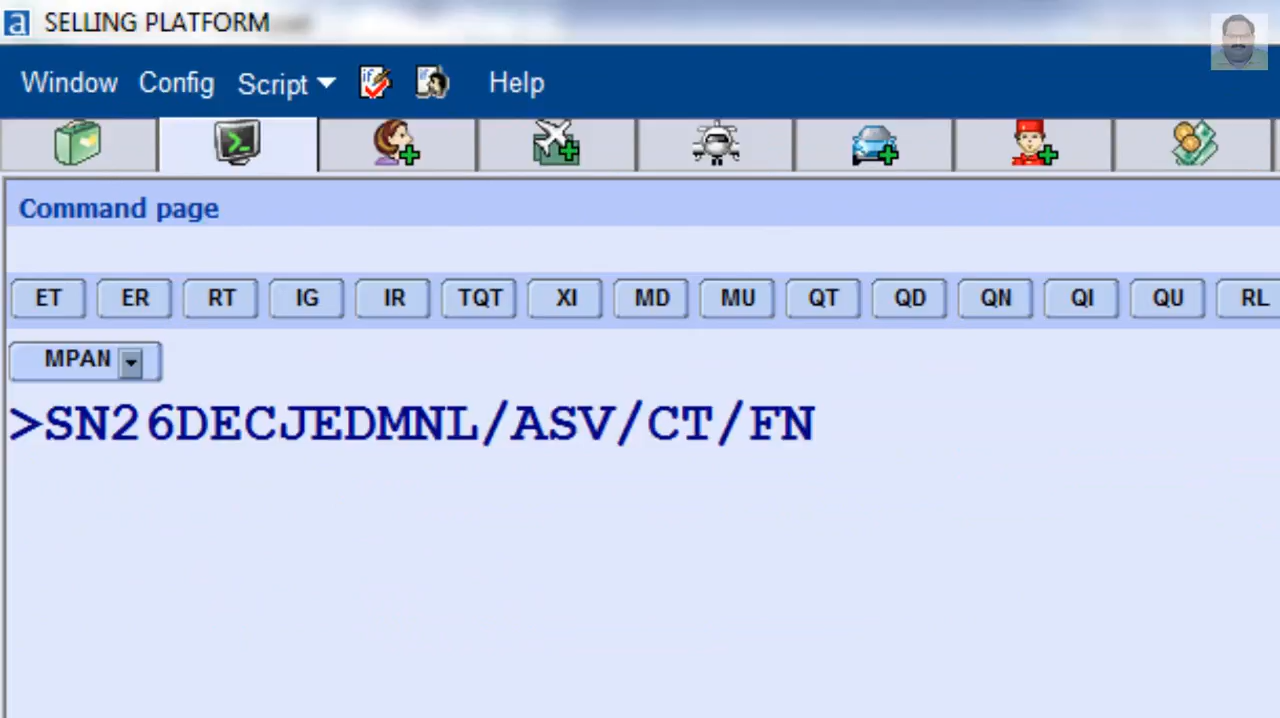 a SELLING PLATFORM
Window Config Script Help
Command page
ET ER RT IG IR TQT XI MD MU QT QD QN QI QU RL
MPAN
>SN26DECJEDMNL/ASV/CT/FN